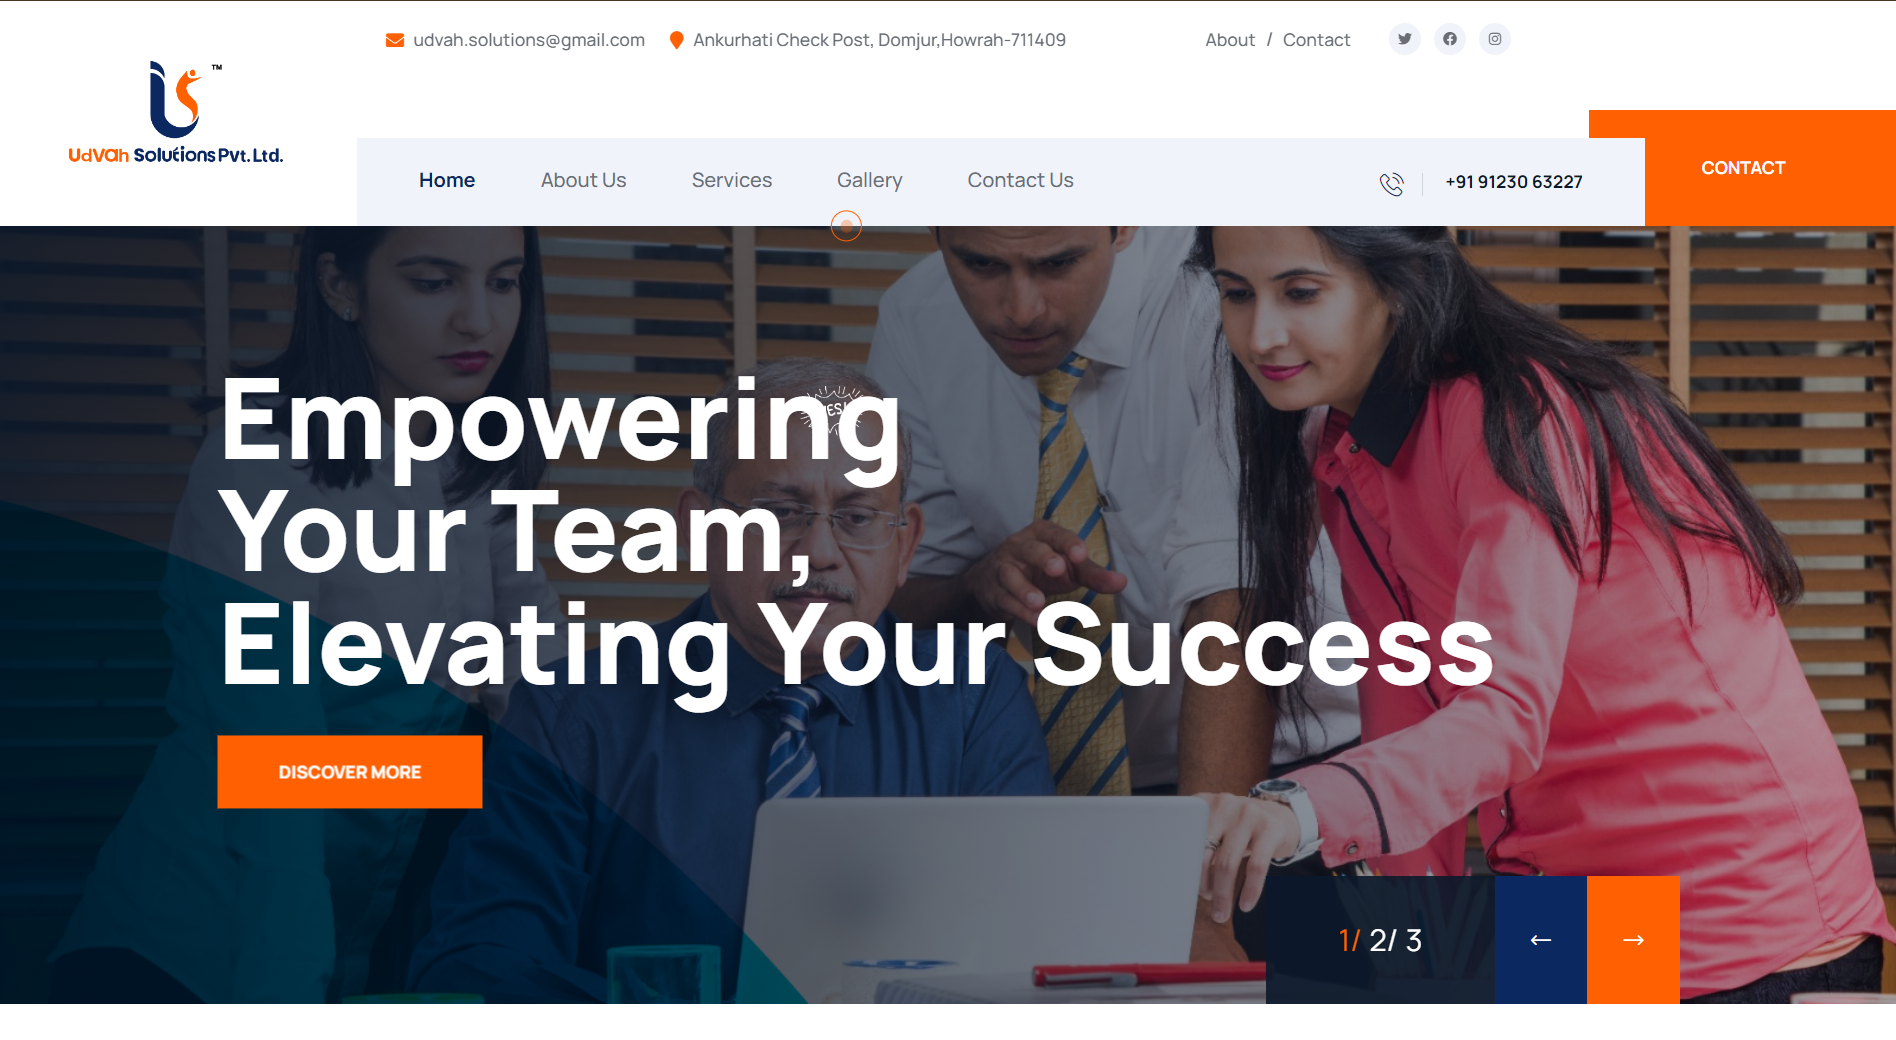 udvah.solutions@gmail.com
Ankurhati Check Post, Domjur,Howrah-711409
About / Contact
TM
UdVah Solutions Pvt. Ltd.
Home
About Us
Services
Gallery
Contact Us
+91 91230 63227
CONTACT
Empowering
Your Team,
Elevating Your Success
DISCOVER MORE
1/ 2/ 3
← →